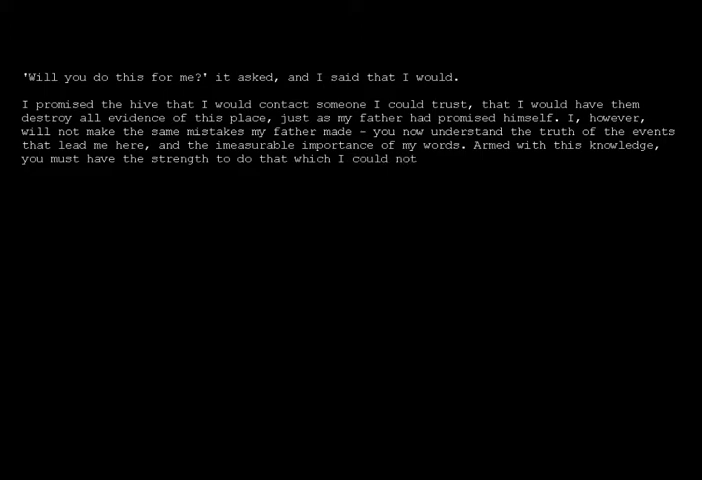 'Will you do this for me?' it asked, and I said that I would.
I promised the hive that I would contact someone I could trust, that I would have them
destroy all evidence of this place, just as my father had promised himself. I, however,
will not make the same mistakes my father made - you now understand the truth of the events
that lead me here, and the imeasurable importance of my words. Armed with this knowledge,
you must have the strength to do that which I could not